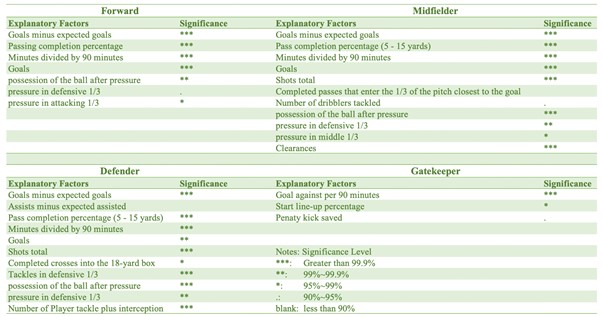 Forward
Explanatory Factors Significance
Goals minus expected goals ***
Passing completion percentage ***
Minutes divided by 90 minutes ***
Goals ***
possession of the ball after pressure **
pressure in defensive 1/3 .
pressure in attacking 1/3 *
Midfielder
Explanatory Factors Significance
Goals minus expected goals ***
Pass completion percentage (5 - 15 yards) ***
Minutes divided by 90 minutes ***
Goals ***
Shots total ***
Completed passes that enter the 1/3 of the pitch closest to the goal
Number of dribblers tackled .
possession of the ball after pressure ***
pressure in defensive 1/3 **
pressure in middle 1/3 *
Clearances ***
Defender
Explanatory Factors Significance
Goals minus expected goals ***
Assists minus expected assisted
Pass completion percentage (5 - 15 yards) ***
Minutes divided by 90 minutes ***
Goals **
Shots total ***
Completed crosses into the 18-yard box *
Tackles in defensive 1/3 ***
possession of the ball after pressure ***
pressure in defensive 1/3 **
Number of Player tackle plus interception ***
Gatekeeper
Explanatory Factors Significance
Goal against per 90 minutes ***
Start line-up percentage *
Penaty kick saved .
Notes: Significance Level
***: Greater than 99.9%
**: 99%~99.9%
*: 95%~99%
.: 90%~95%
blank: less than 90%